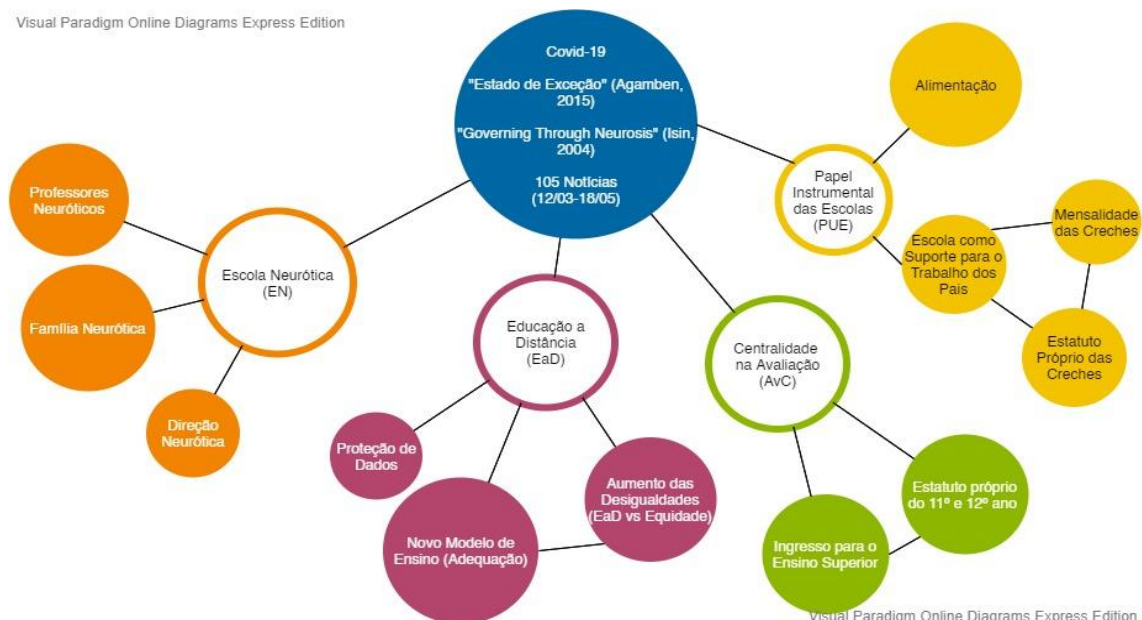 Visual Paradigm Online Diagrams Express Edition
Covid-19
"Estado de Exceção" (Agamben,
2015)
"Governing Through Neurosis" (Isin,
2004)
105 Notícias
(12/03-18/05)
Professores
Neuróticos
Escola Neurótica
(EN)
Família Neurótica
Direção
Neurótica
Educação a
Distância
(EaD)
Proteção de
Dados
Novo Modelo de
Ensino (Adequação)
Aumento das
Desigualdades
(EaD vs Equidade)
Centralidade
na Avaliação
(AvC)
Ingresso para o
Ensino Superior
Estatuto próprio
do 11º e 12º ano
Papel
Instrumental
das Escolas
(PUE)
Alimentação
Escola como
Suporte para o
Trabalho dos
Pais
Mensalidade
das Creches
Estatuto
Próprio das
Creches
Visual Paradigm Online Diagrams Express Edition